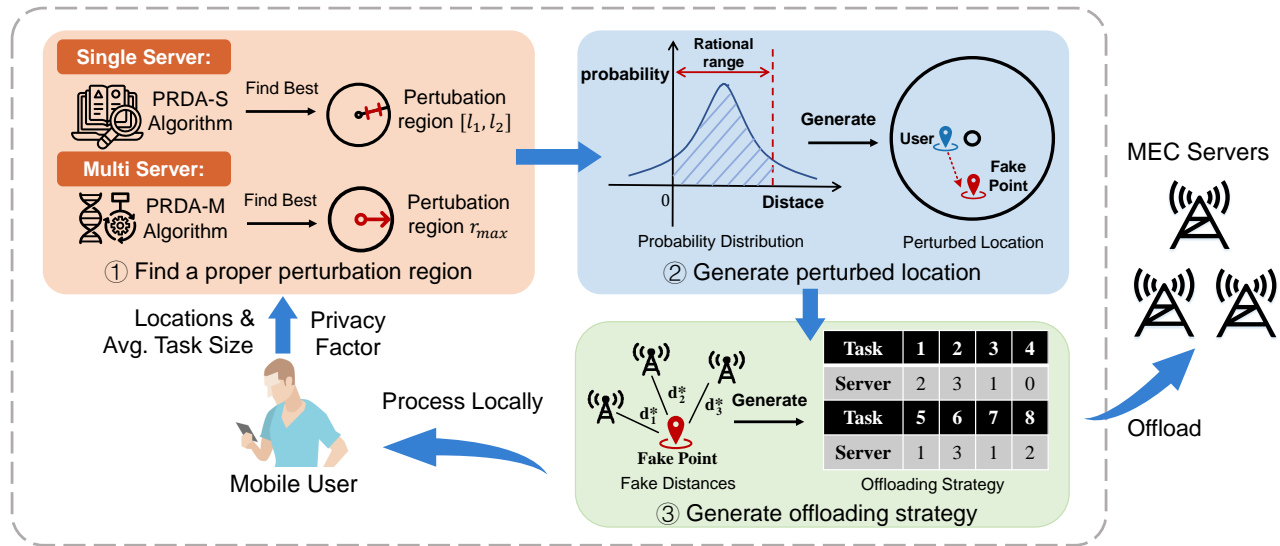 Single Server:
PRDA-S
Algorithm
Find Best
Pertubation
region [l₁, l₂]
Multi Server:
PRDA-M
Algorithm
Find Best
Pertubation
region rₘₐₓ
① Find a proper perturbation region
probability
Rational
range
0
Distace
Probability Distribution
Generate
User
Fake
Point
Perturbed Location
② Generate perturbed location
MEC Servers
Locations &
Avg. Task Size
Privacy
Factor
Mobile User
Process Locally
d₁*
d₂*
d₃*
Fake Point
Fake Distances
Generate
Task 1 2 3 4
Server 2 3 1 0
Task 5 6 7 8
Server 1 3 1 2
Offloading Strategy
③ Generate offloading strategy
Offload